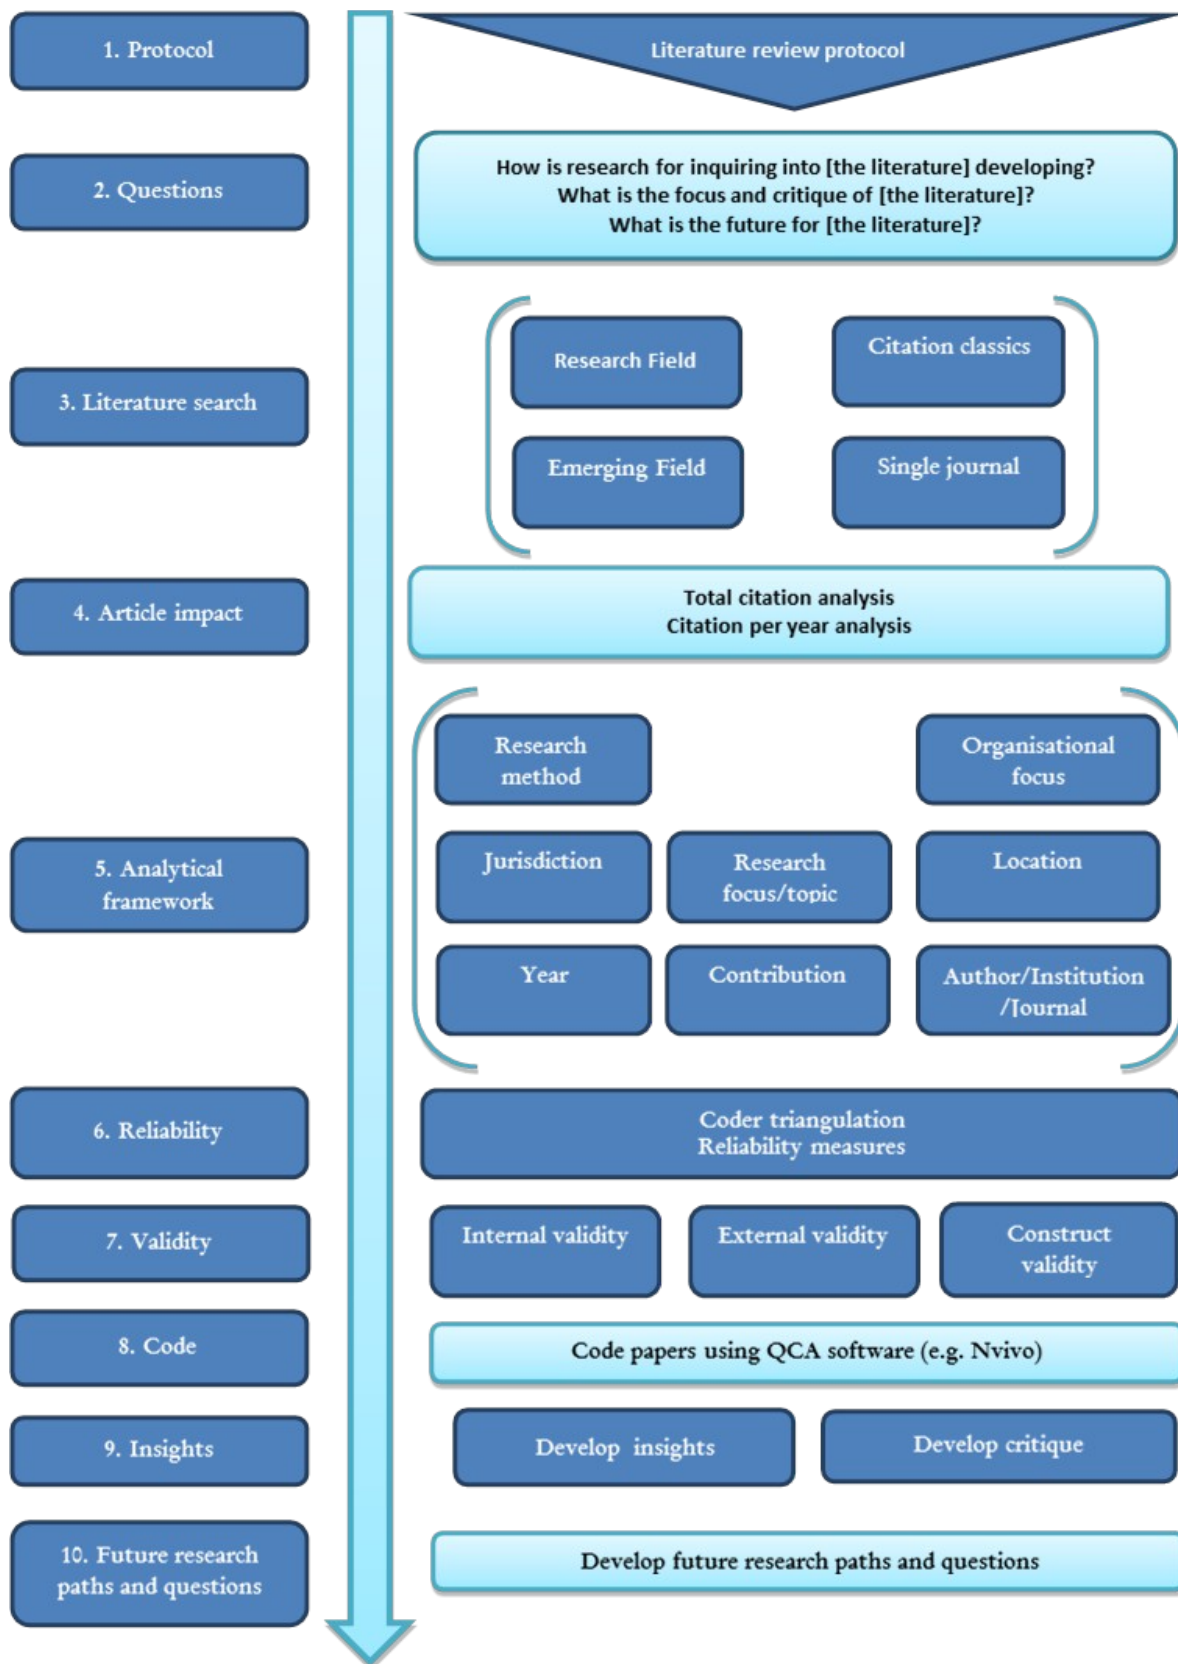 1. Protocol
Literature review protocol
2. Questions
How is research for inquiring into [the literature] developing?
What is the focus and critique of [the literature]?
What is the future for [the literature]?
3. Literature search
Research Field
Citation classics
Emerging Field
Single journal
4. Article impact
Total citation analysis
Citation per year analysis
5. Analytical
framework
Research
method
Organisational
focus
Jurisdiction
Research
focus/topic
Location
Year
Contribution
Author/Institution
/Journal
6. Reliability
Coder triangulation
Reliability measures
7. Validity
Internal validity
External validity
Construct
validity
8. Code
Code papers using QCA software (e.g. Nvivo)
9. Insights
Develop insights
Develop critique
10. Future research
paths and questions
Develop future research paths and questions